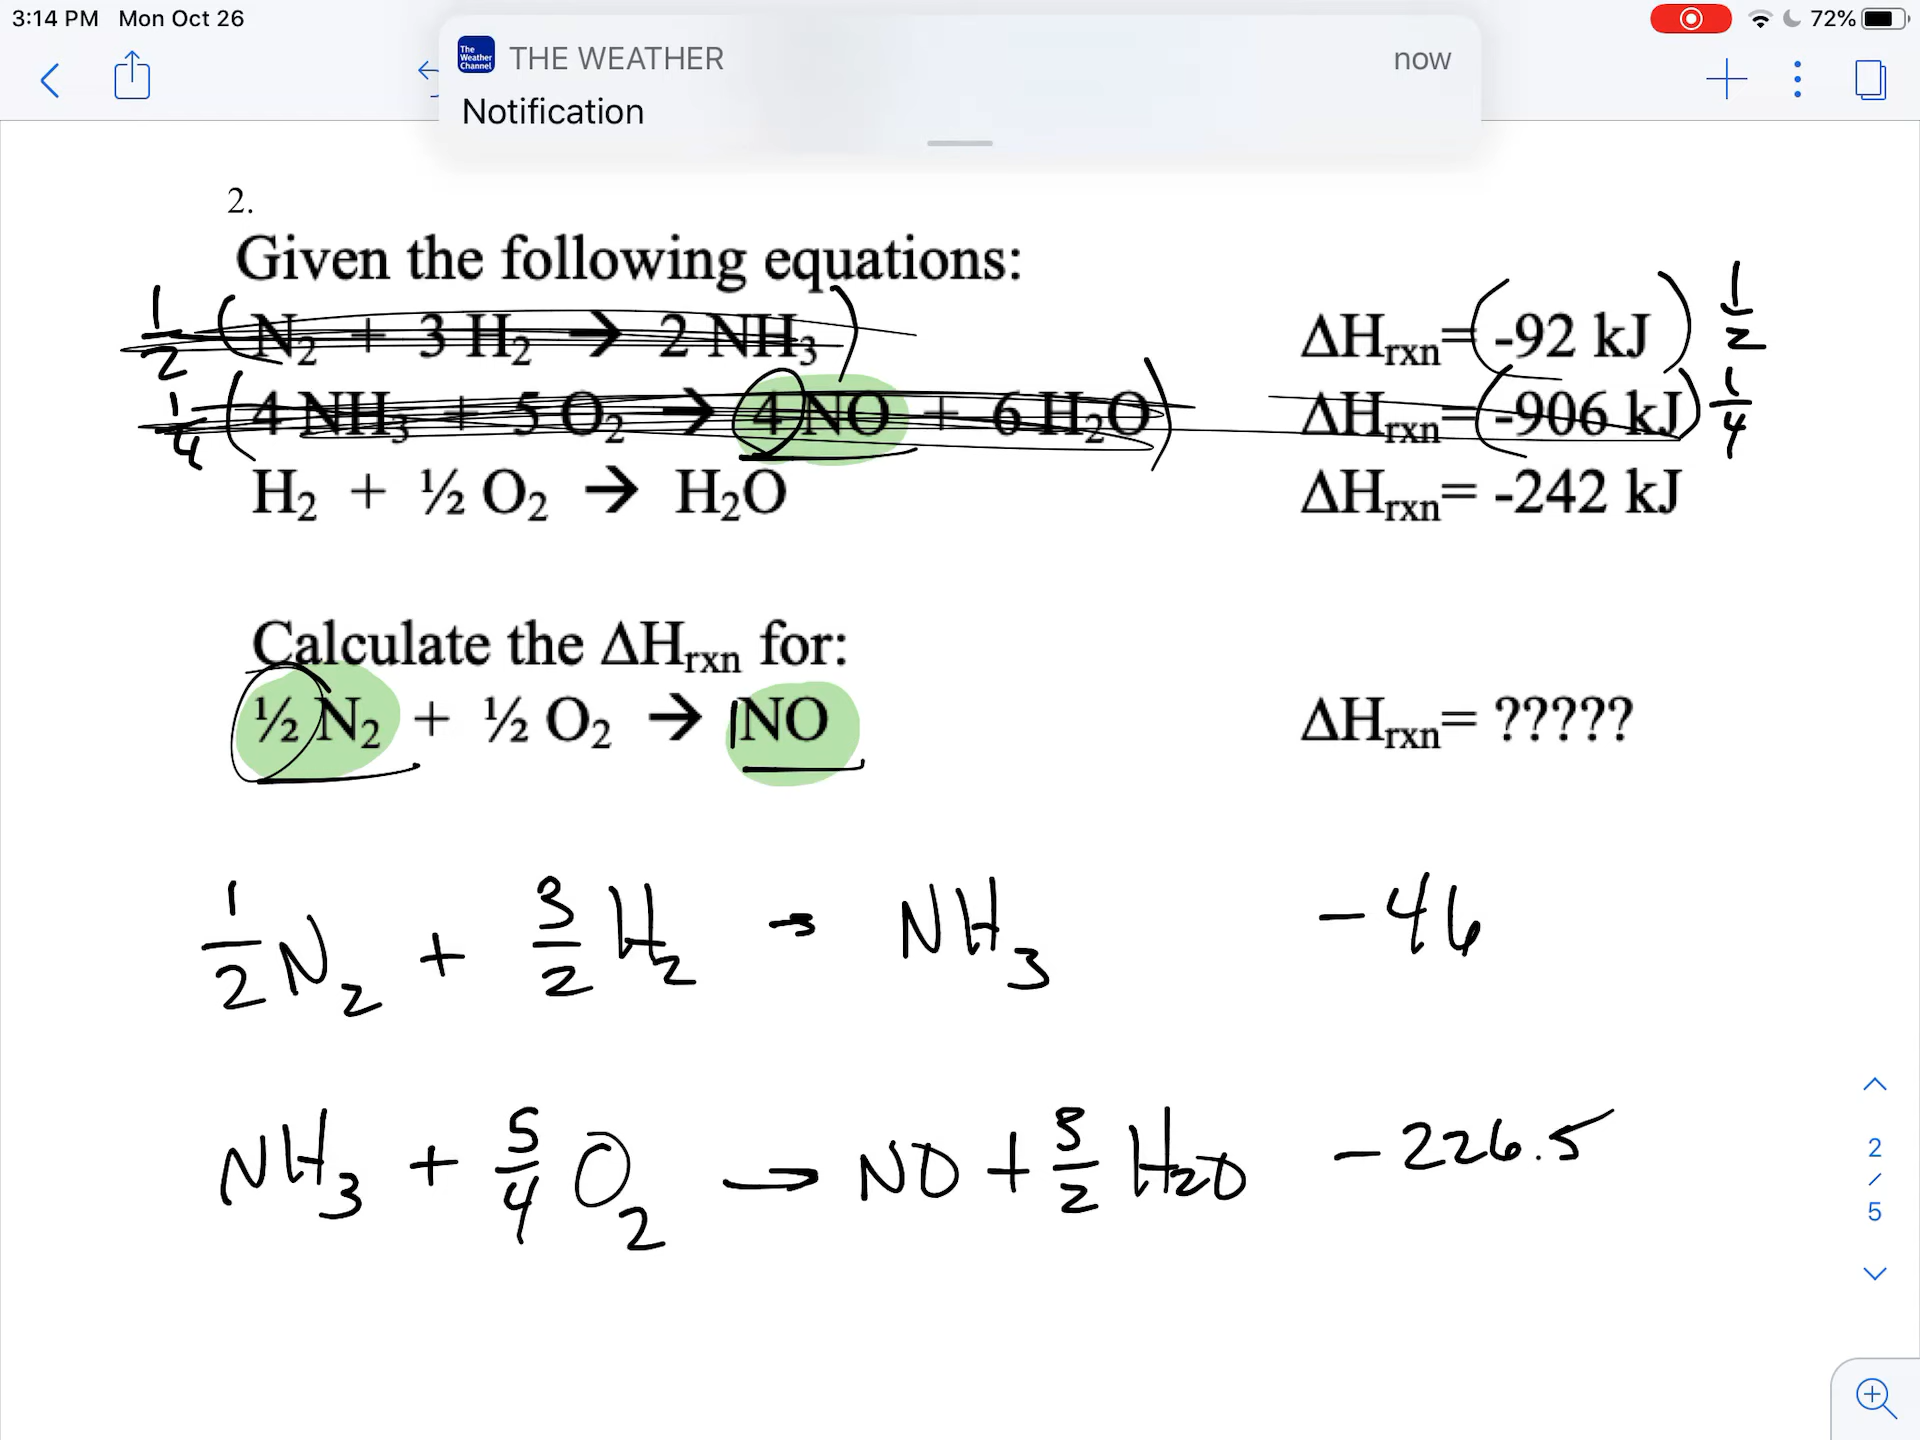 3:14 PM Mon Oct 26 72%
The Weather Channel THE WEATHER now
Notification
2.
Given the following equations:
1/2 (N₂ + 3 H₂ → 2 NH₃) ΔHrxn= (-92 kJ) 1/2
1/4 (4 NH₃ + 5 O₂ → 4 NO + 6 H₂O) ΔHrxn= (-906 kJ) 1/4
H₂ + ½ O₂ → H₂O ΔHrxn= -242 kJ
Calculate the ΔHrxn for:
½ N₂ + ½ O₂ → 1NO ΔHrxn= ?????
1/2 N₂ + 3/2 H₂ → NH₃ -46
NH₃ + 5/4 O₂ → NO + 3/2 H₂O -226.5
2
/
5